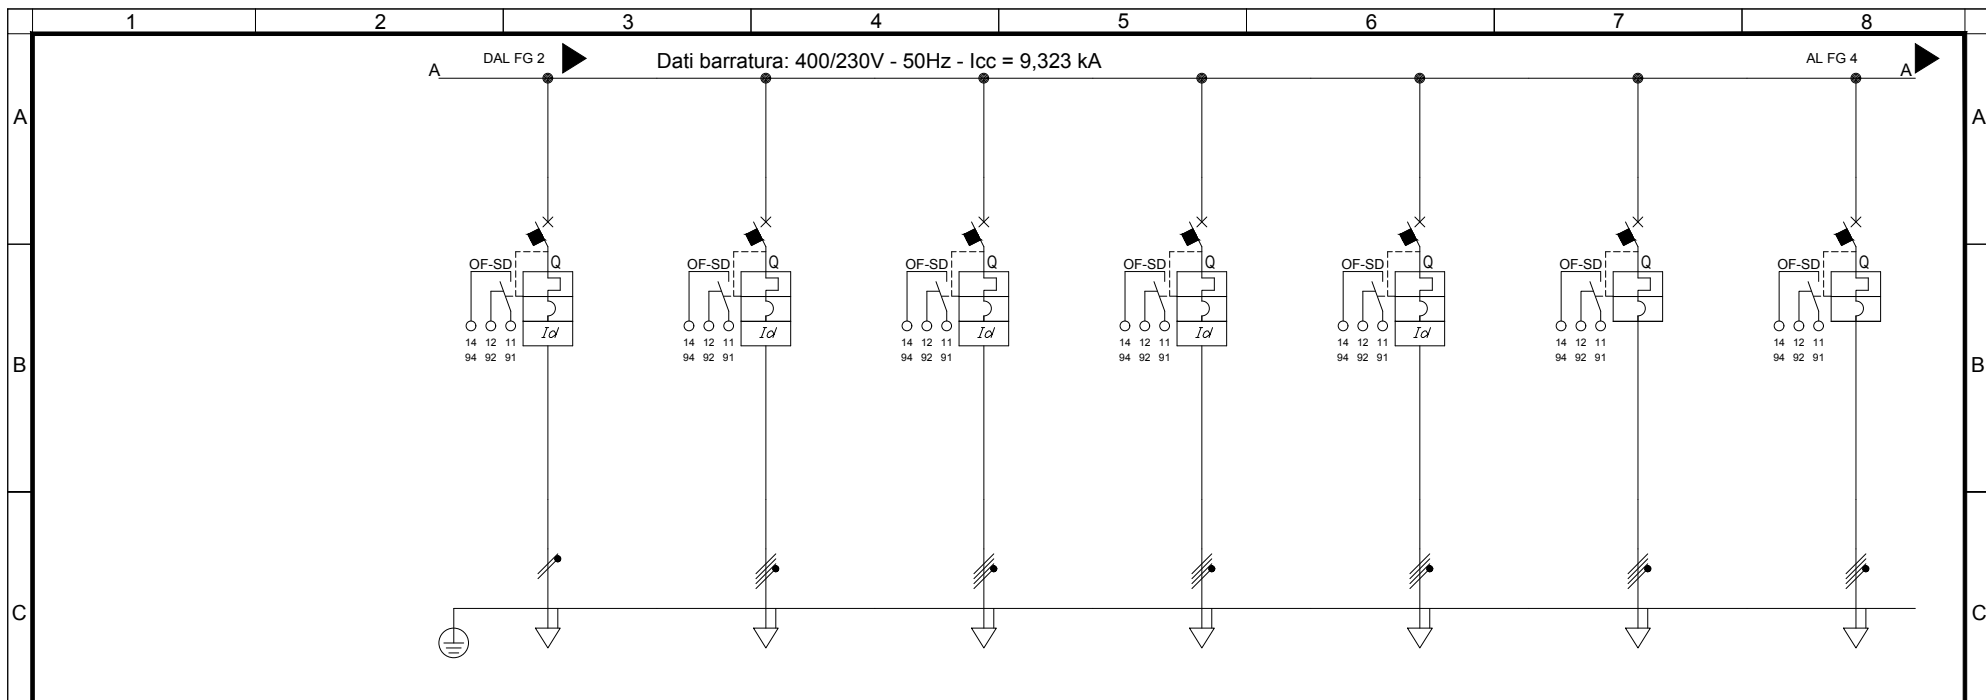 1 2 3 4 5 6 7 8
DAL FG 2 Dati barratura: 400/230V - 50Hz - Icc = 9,323 kA AL FG 4
A A
A A
OF-SD Q OF-SD Q OF-SD Q OF-SD Q OF-SD Q OF-SD Q OF-SD Q
Id Id Id Id Id
14 12 11 14 12 11 14 12 11 14 12 11 14 12 11 14 12 11 14 12 11
94 92 91 94 92 91 94 92 91 94 92 91 94 92 91 94 92 91 94 92 91
B B
C C